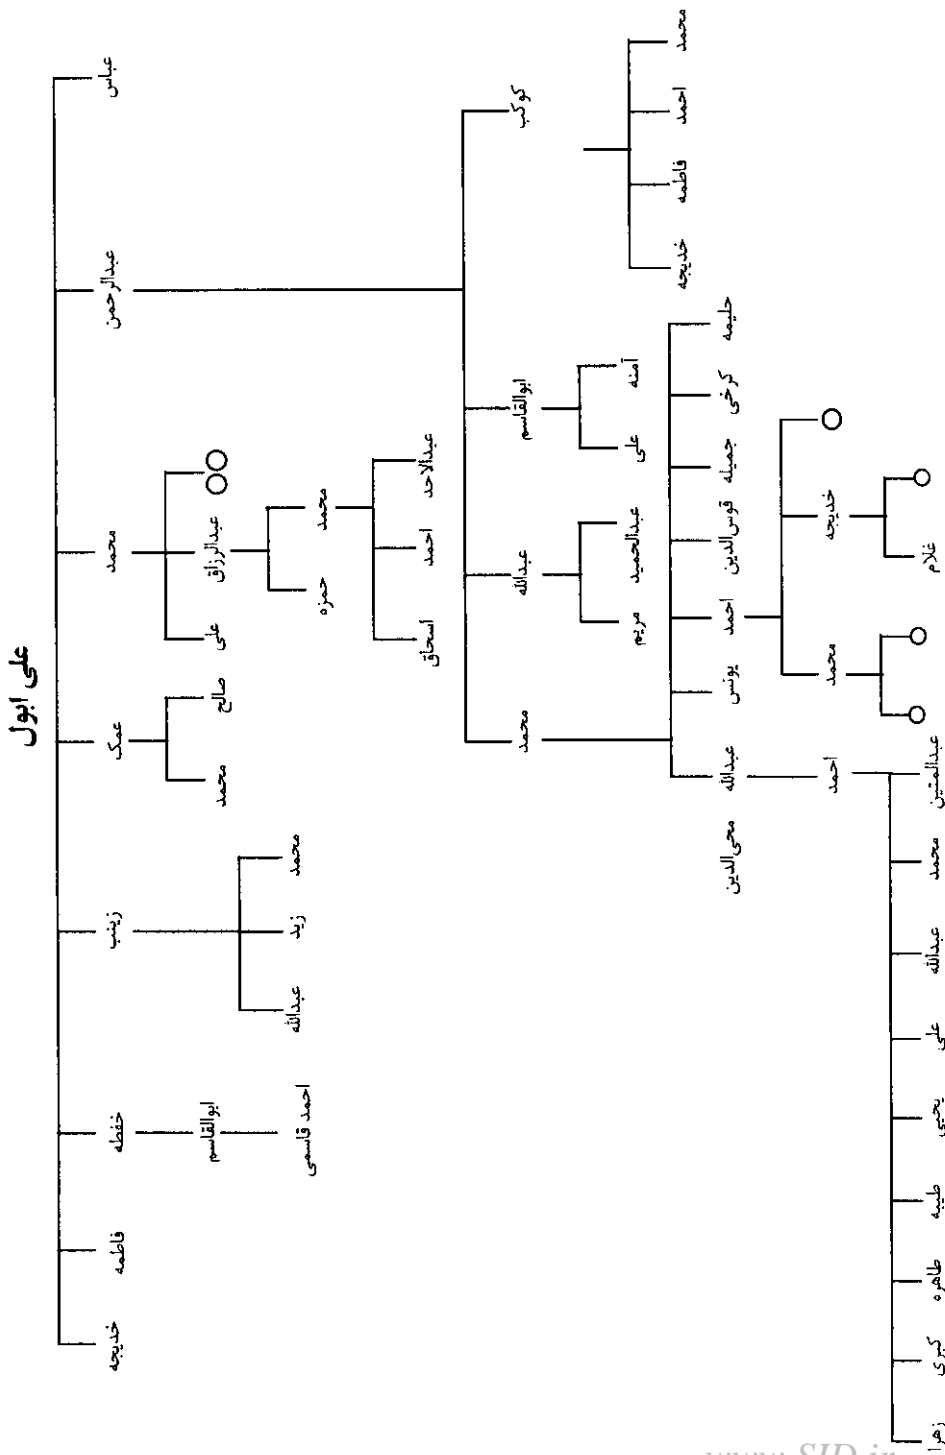 علی ابول
عباس
عبدالرحمن
محمد
عمک
زینب
حفظه
فاطمه
خدیجه
علی
عبدالرزاق
صالح
محمد
ابوالقاسم
حمزه
محمد
محمد
زید
عبدالله
احمد قاسمی
عبدالاحد
احمد
اسحاق
کوکب
ابوالقاسم
عبدالله
محمد
آمنه
علی
عبدالحمید
مریم
محمد
احمد
فاطمه
خدیجه
حلیمه
کرخی
جمیله
قوس‌الدین
احمد
یونس
عبدالله
محی‌الدین
خدیجه
محمد
احمد
غلام
عبدالمتین
محمد
عبدالله
علی
یحیی
طیبه
طاهره
کبری
زهرا
www.SID.ir